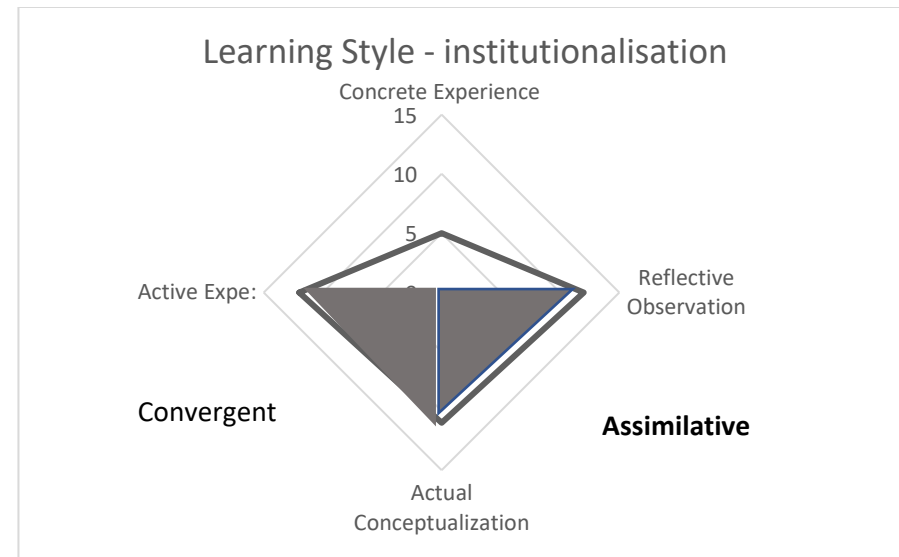 Learning Style - institutionalisation
Concrete Experience
15
10
5
Active Expe:
Reflective
Observation
Convergent
Assimilative
Actual
Conceptualization